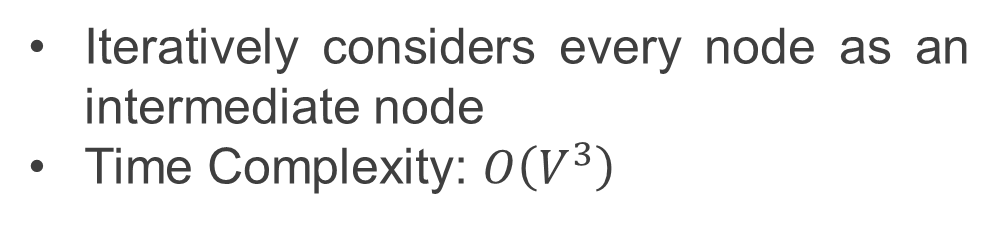 • Iteratively considers every node as an
intermediate node
• Time Complexity: 𝑂(𝑉³)